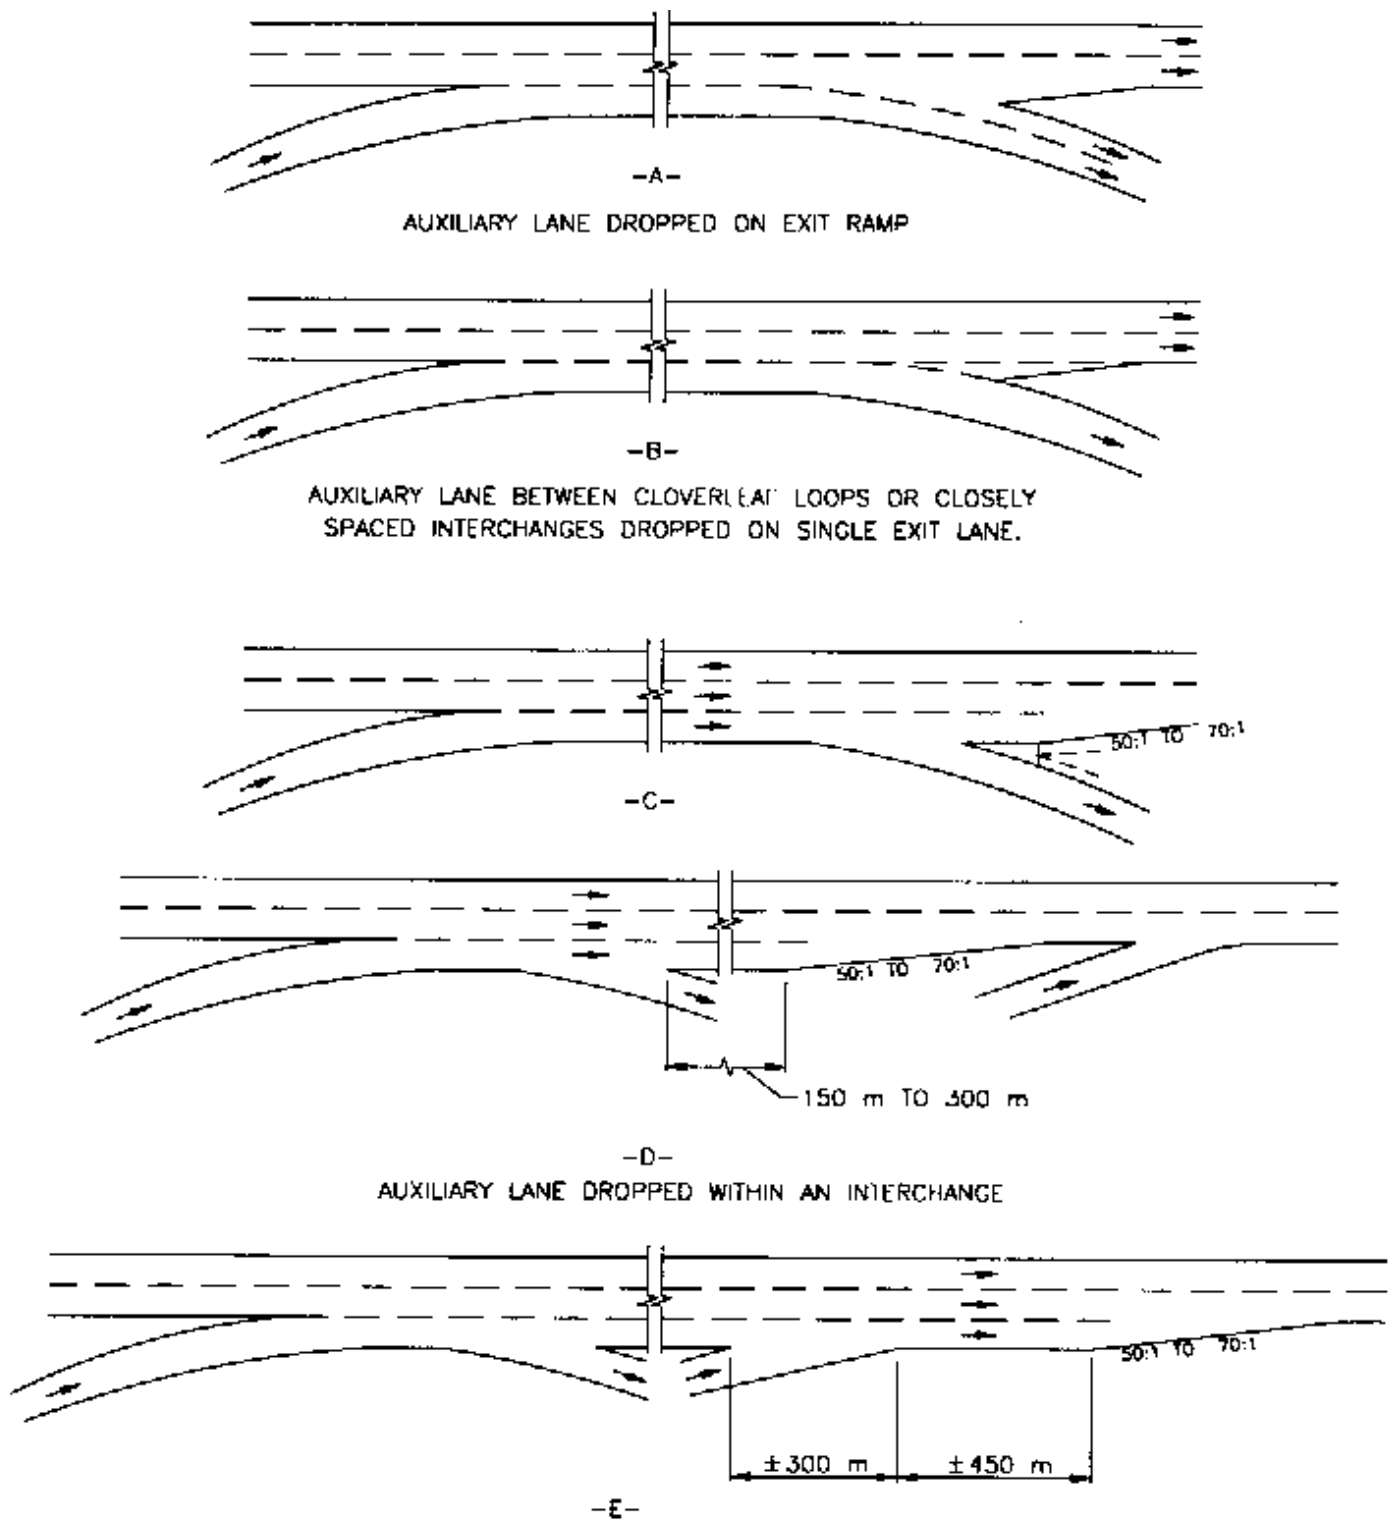 -A-
AUXILIARY LANE DROPPED ON EXIT RAMP
-B-
AUXILIARY LANE BETWEEN CLOVERLEAF LOOPS OR CLOSELY
SPACED INTERCHANGES DROPPED ON SINGLE EXIT LANE.
50:1 TO 70:1
-C-
50:1 TO 70:1
150 m TO 300 m
-D-
AUXILIARY LANE DROPPED WITHIN AN INTERCHANGE
50:1 TO 70:1
±300 m
±450 m
-E-